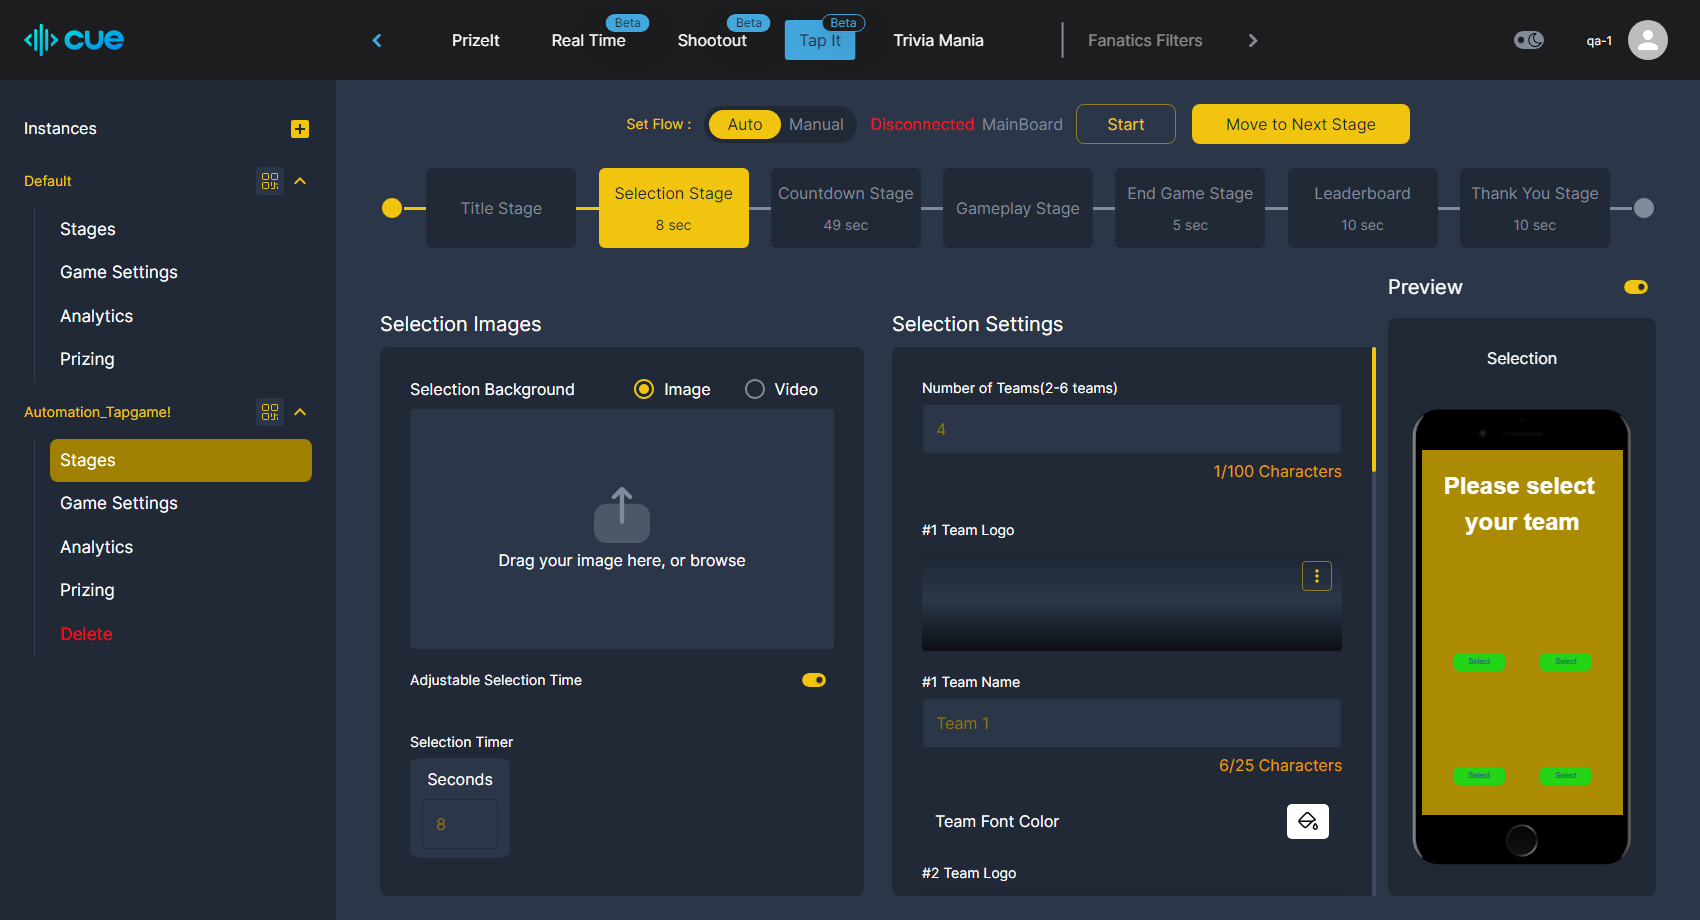 cue
PrizeIt
Real Time
Beta
Shootout
Beta
Tap It
Beta
Trivia Mania
Fanatics Filters
qa-1
Instances
Default
Stages
Game Settings
Analytics
Prizing
Automation_Tapgame!
Stages
Game Settings
Analytics
Prizing
Delete
Set Flow :
Auto
Manual
Disconnected MainBoard
Start
Move to Next Stage
Title Stage
Selection Stage
8 sec
Countdown Stage
49 sec
Gameplay Stage
End Game Stage
5 sec
Leaderboard
10 sec
Thank You Stage
10 sec
Selection Images
Selection Background
Image
Video
Drag your image here, or browse
Adjustable Selection Time
Selection Timer
Seconds
8
Selection Settings
Number of Teams(2-6 teams)
4
1/100 Characters
#1 Team Logo
#1 Team Name
Team 1
6/25 Characters
Team Font Color
#2 Team Logo
Preview
Selection
Please select
your team
Select
Select
Select
Select